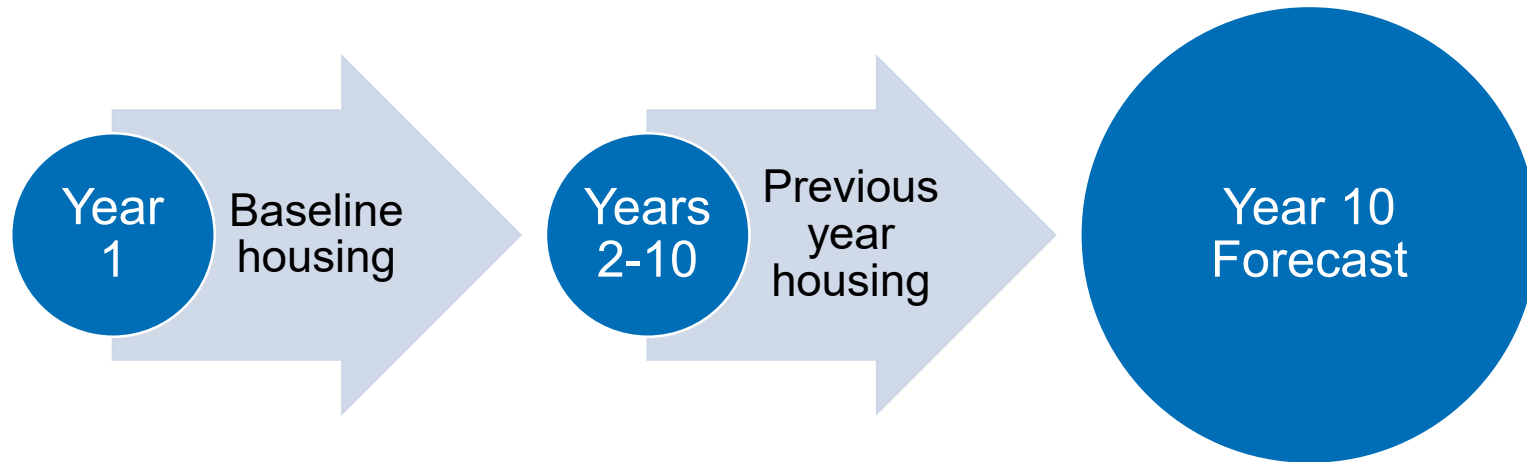 Year
1
Baseline
housing
Years
2-10
Previous
year
housing
Year 10
Forecast